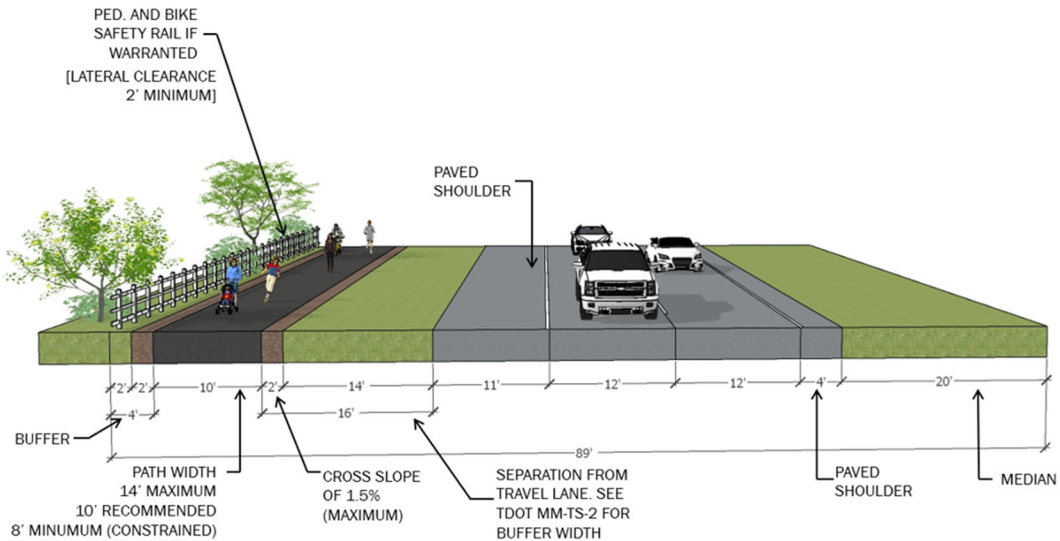 PED. AND BIKE
SAFETY RAIL IF
WARRANTED
[LATERAL CLEARANCE
2' MINIMUM]
PAVED
SHOULDER
2'
2'
10'
2'
14'
11'
12'
12'
4'
20'
4'
16'
89'
BUFFER
PATH WIDTH
14' MAXIMUM
10' RECOMMENDED
8' MINUMUM (CONSTRAINED)
CROSS SLOPE
OF 1.5%
(MAXIMUM)
SEPARATION FROM
TRAVEL LANE. SEE
TDOT MM-TS-2 FOR
BUFFER WIDTH
PAVED
SHOULDER
MEDIAN